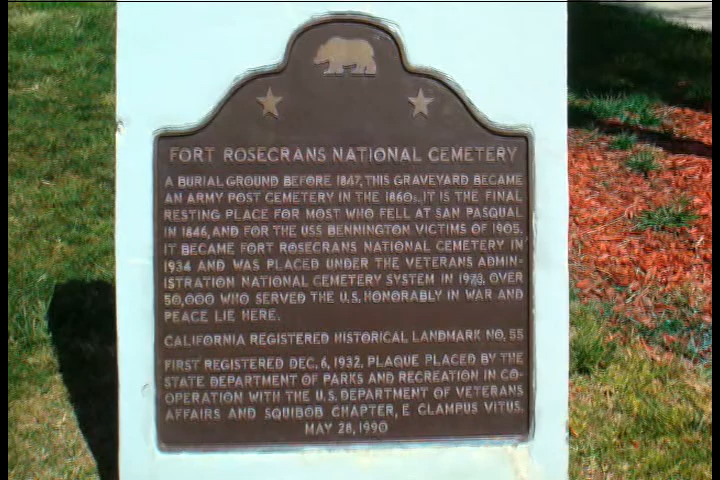 FORT ROSECRANS NATIONAL CEMETERY
A BURIAL GROUND BEFORE 1847, THIS GRAVEYARD BECAME
AN ARMY POST CEMETERY IN THE 1860s. IT IS THE FINAL
RESTING PLACE FOR MOST WHO FELL AT SAN PASQUAL
IN 1846, AND FOR THE USS BENNINGTON VICTIMS OF 1905.
IT BECAME FORT ROSECRANS NATIONAL CEMETERY IN
1934 AND WAS PLACED UNDER THE VETERANS ADMIN-
ISTRATION NATIONAL CEMETERY SYSTEM IN 1973. OVER
50,000 WHO SERVED THE U.S. HONORABLY IN WAR AND
PEACE LIE HERE.
CALIFORNIA REGISTERED HISTORICAL LANDMARK NO. 55
FIRST REGISTERED DEC. 6, 1932. PLAQUE PLACED BY THE
STATE DEPARTMENT OF PARKS AND RECREATION IN CO-
OPERATION WITH THE U.S. DEPARTMENT OF VETERANS
AFFAIRS AND SQUIBOB CHAPTER, E CLAMPUS VITUS.
MAY 28, 1990